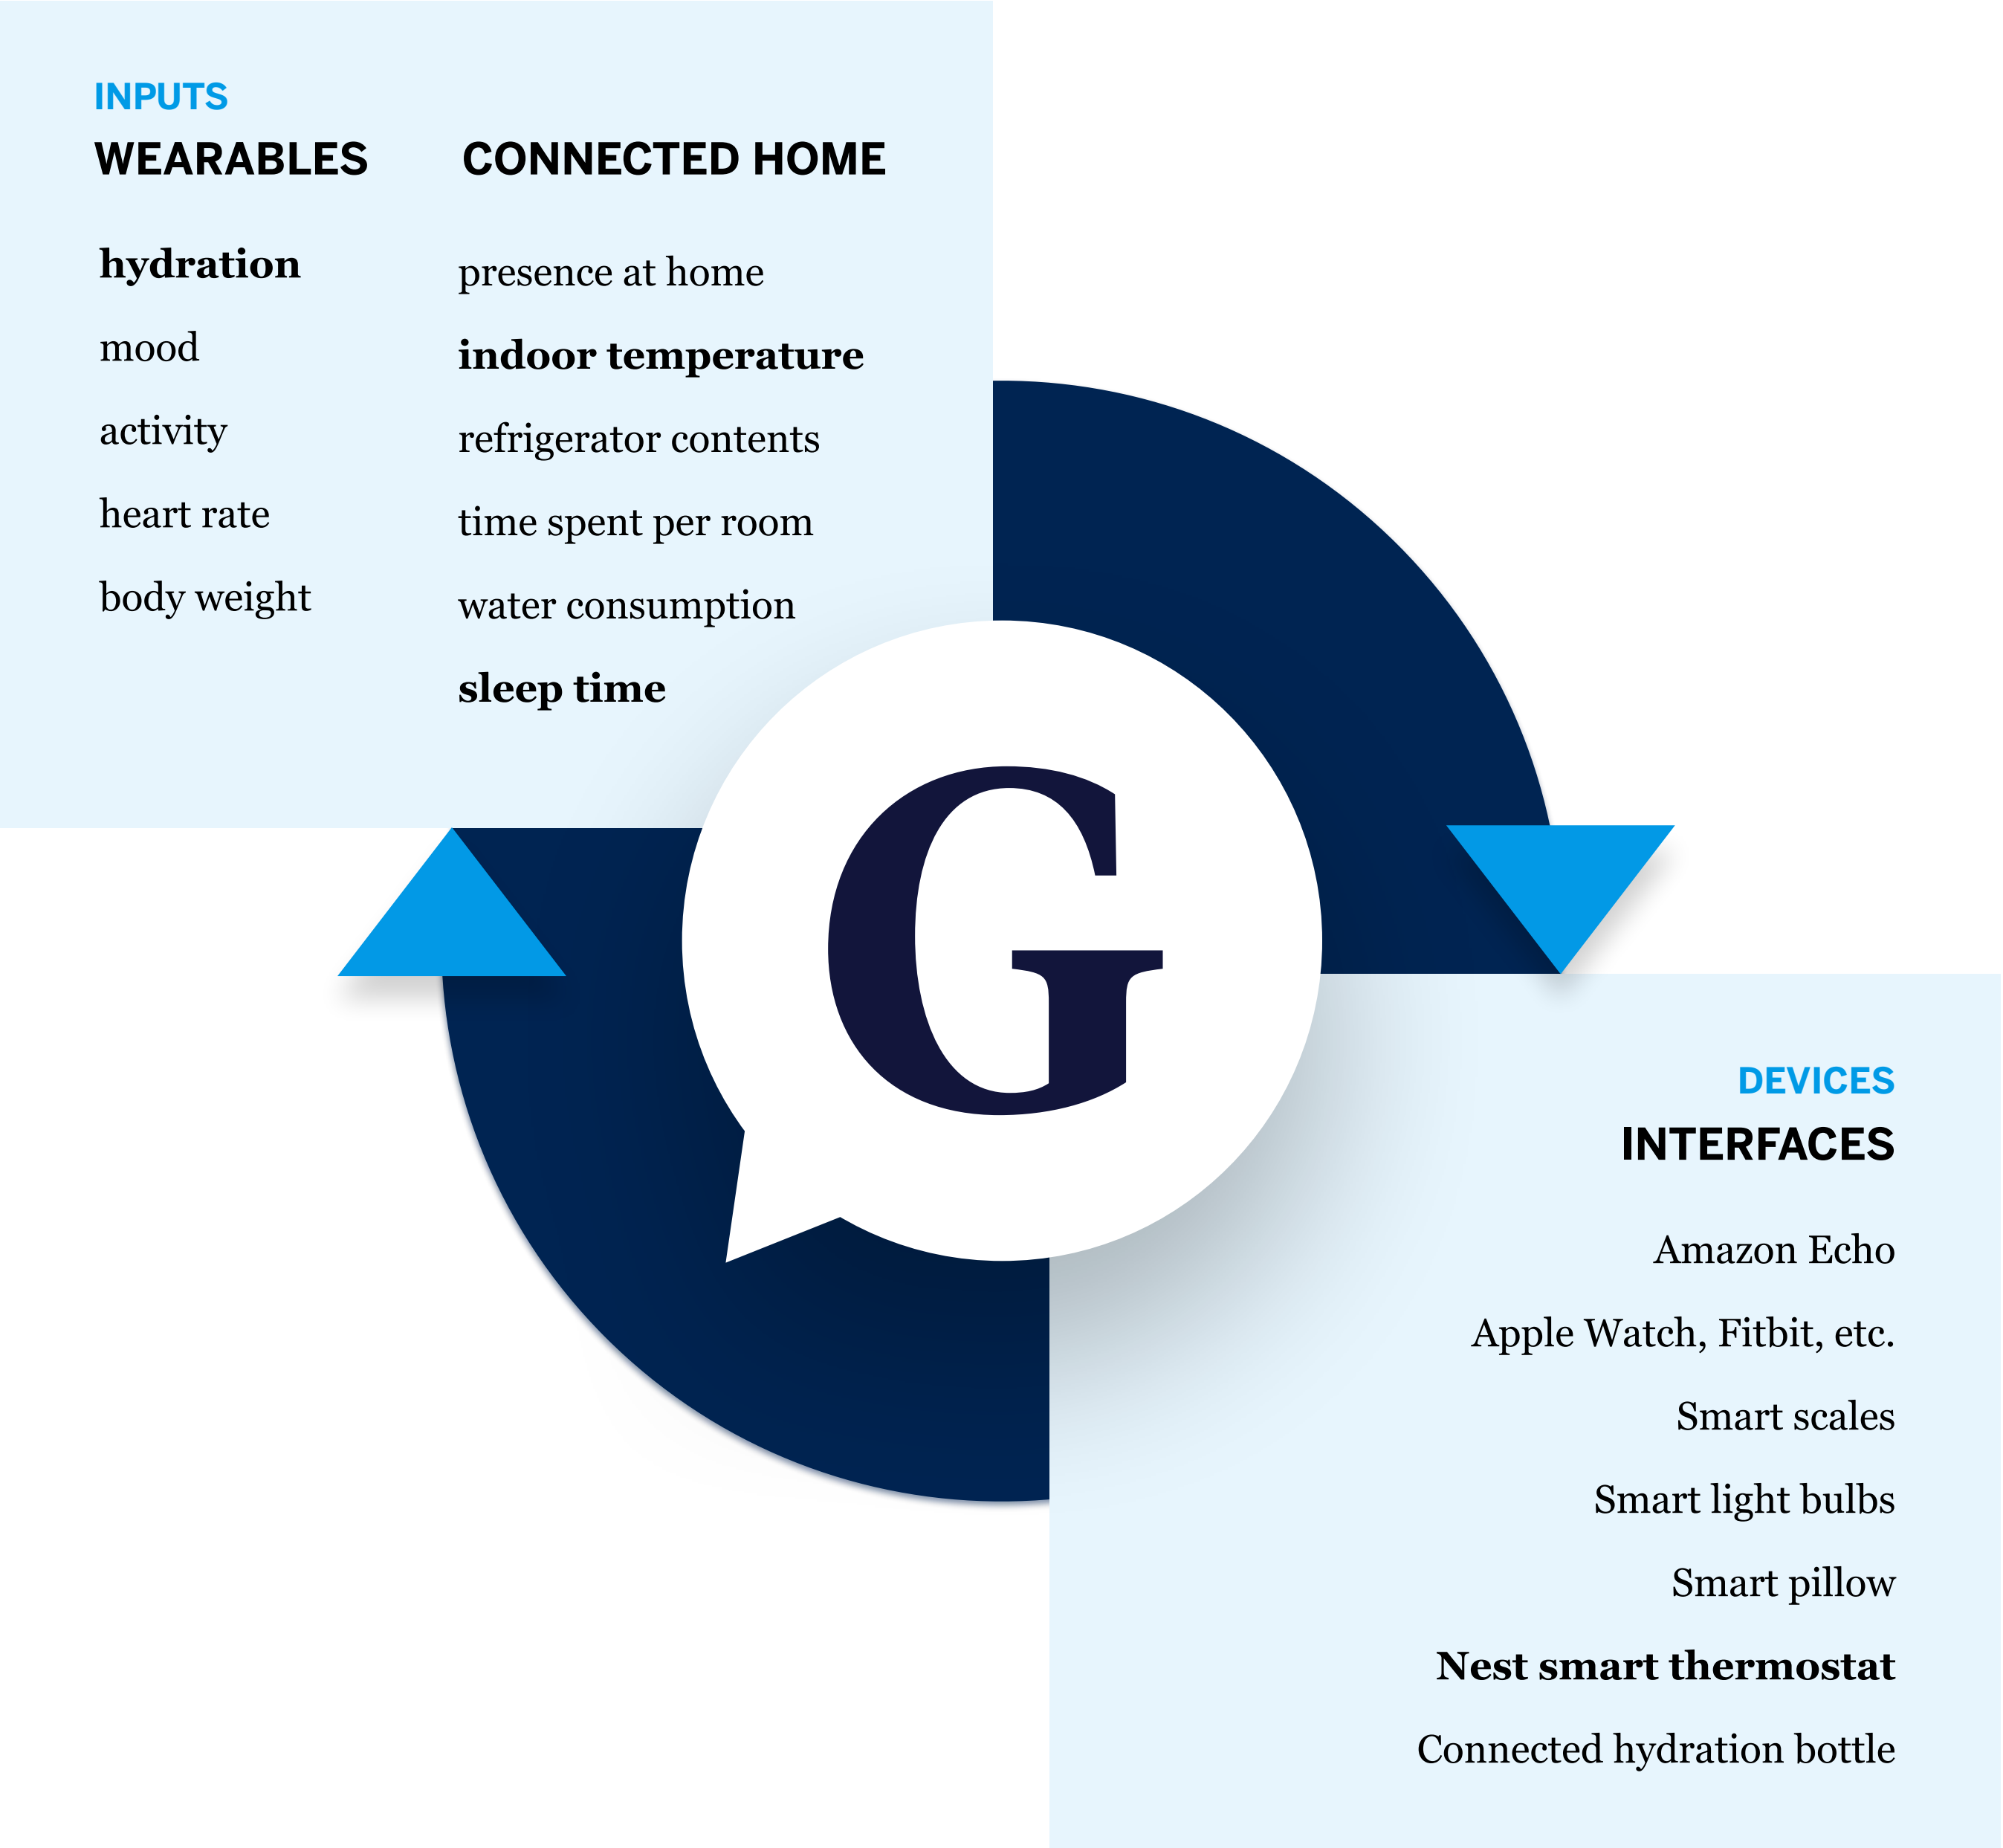 INPUTS
WEARABLES
hydration
mood
activity
heart rate
body weight
CONNECTED HOME
presence at home
indoor temperature
refrigerator contents
time spent per room
water consumption
sleep time
G
DEVICES
INTERFACES
Amazon Echo
Apple Watch, Fitbit, etc.
Smart scales
Smart light bulbs
Smart pillow
Nest smart thermostat
Connected hydration bottle